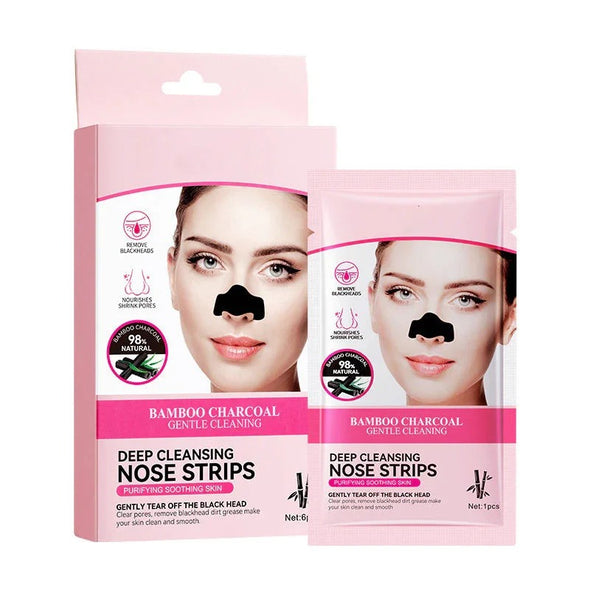 REMOVE
BLACKHEADS
NOURISHES
SHRINK PORES
BAMBOO CHARCOAL
98%
NATURAL
BAMBOO CHARCOAL
GENTLE CLEANING
DEEP CLEANSING
NOSE STRIPS
PURIFYING SOOTHING SKIN
GENTLY TEAR OFF THE BLACK HEAD
Clear pores, remove blackhead dirt grease make
your skin clean and smooth.
Net:6p
REMOVE
BLACKHEADS
NOURISHES
SHRINK PORES
BAMBOO CHARCOAL
98%
NATURAL
BAMBOO CHARCOAL
GENTLE CLEANING
DEEP CLEANSING
NOSE STRIPS
PURIFYING SOOTHING SKIN
GENTLY TEAR OFF THE BLACK HEAD
Clear pores, remove blackhead dirt grease make
your skin clean and smooth.
Net:1pcs